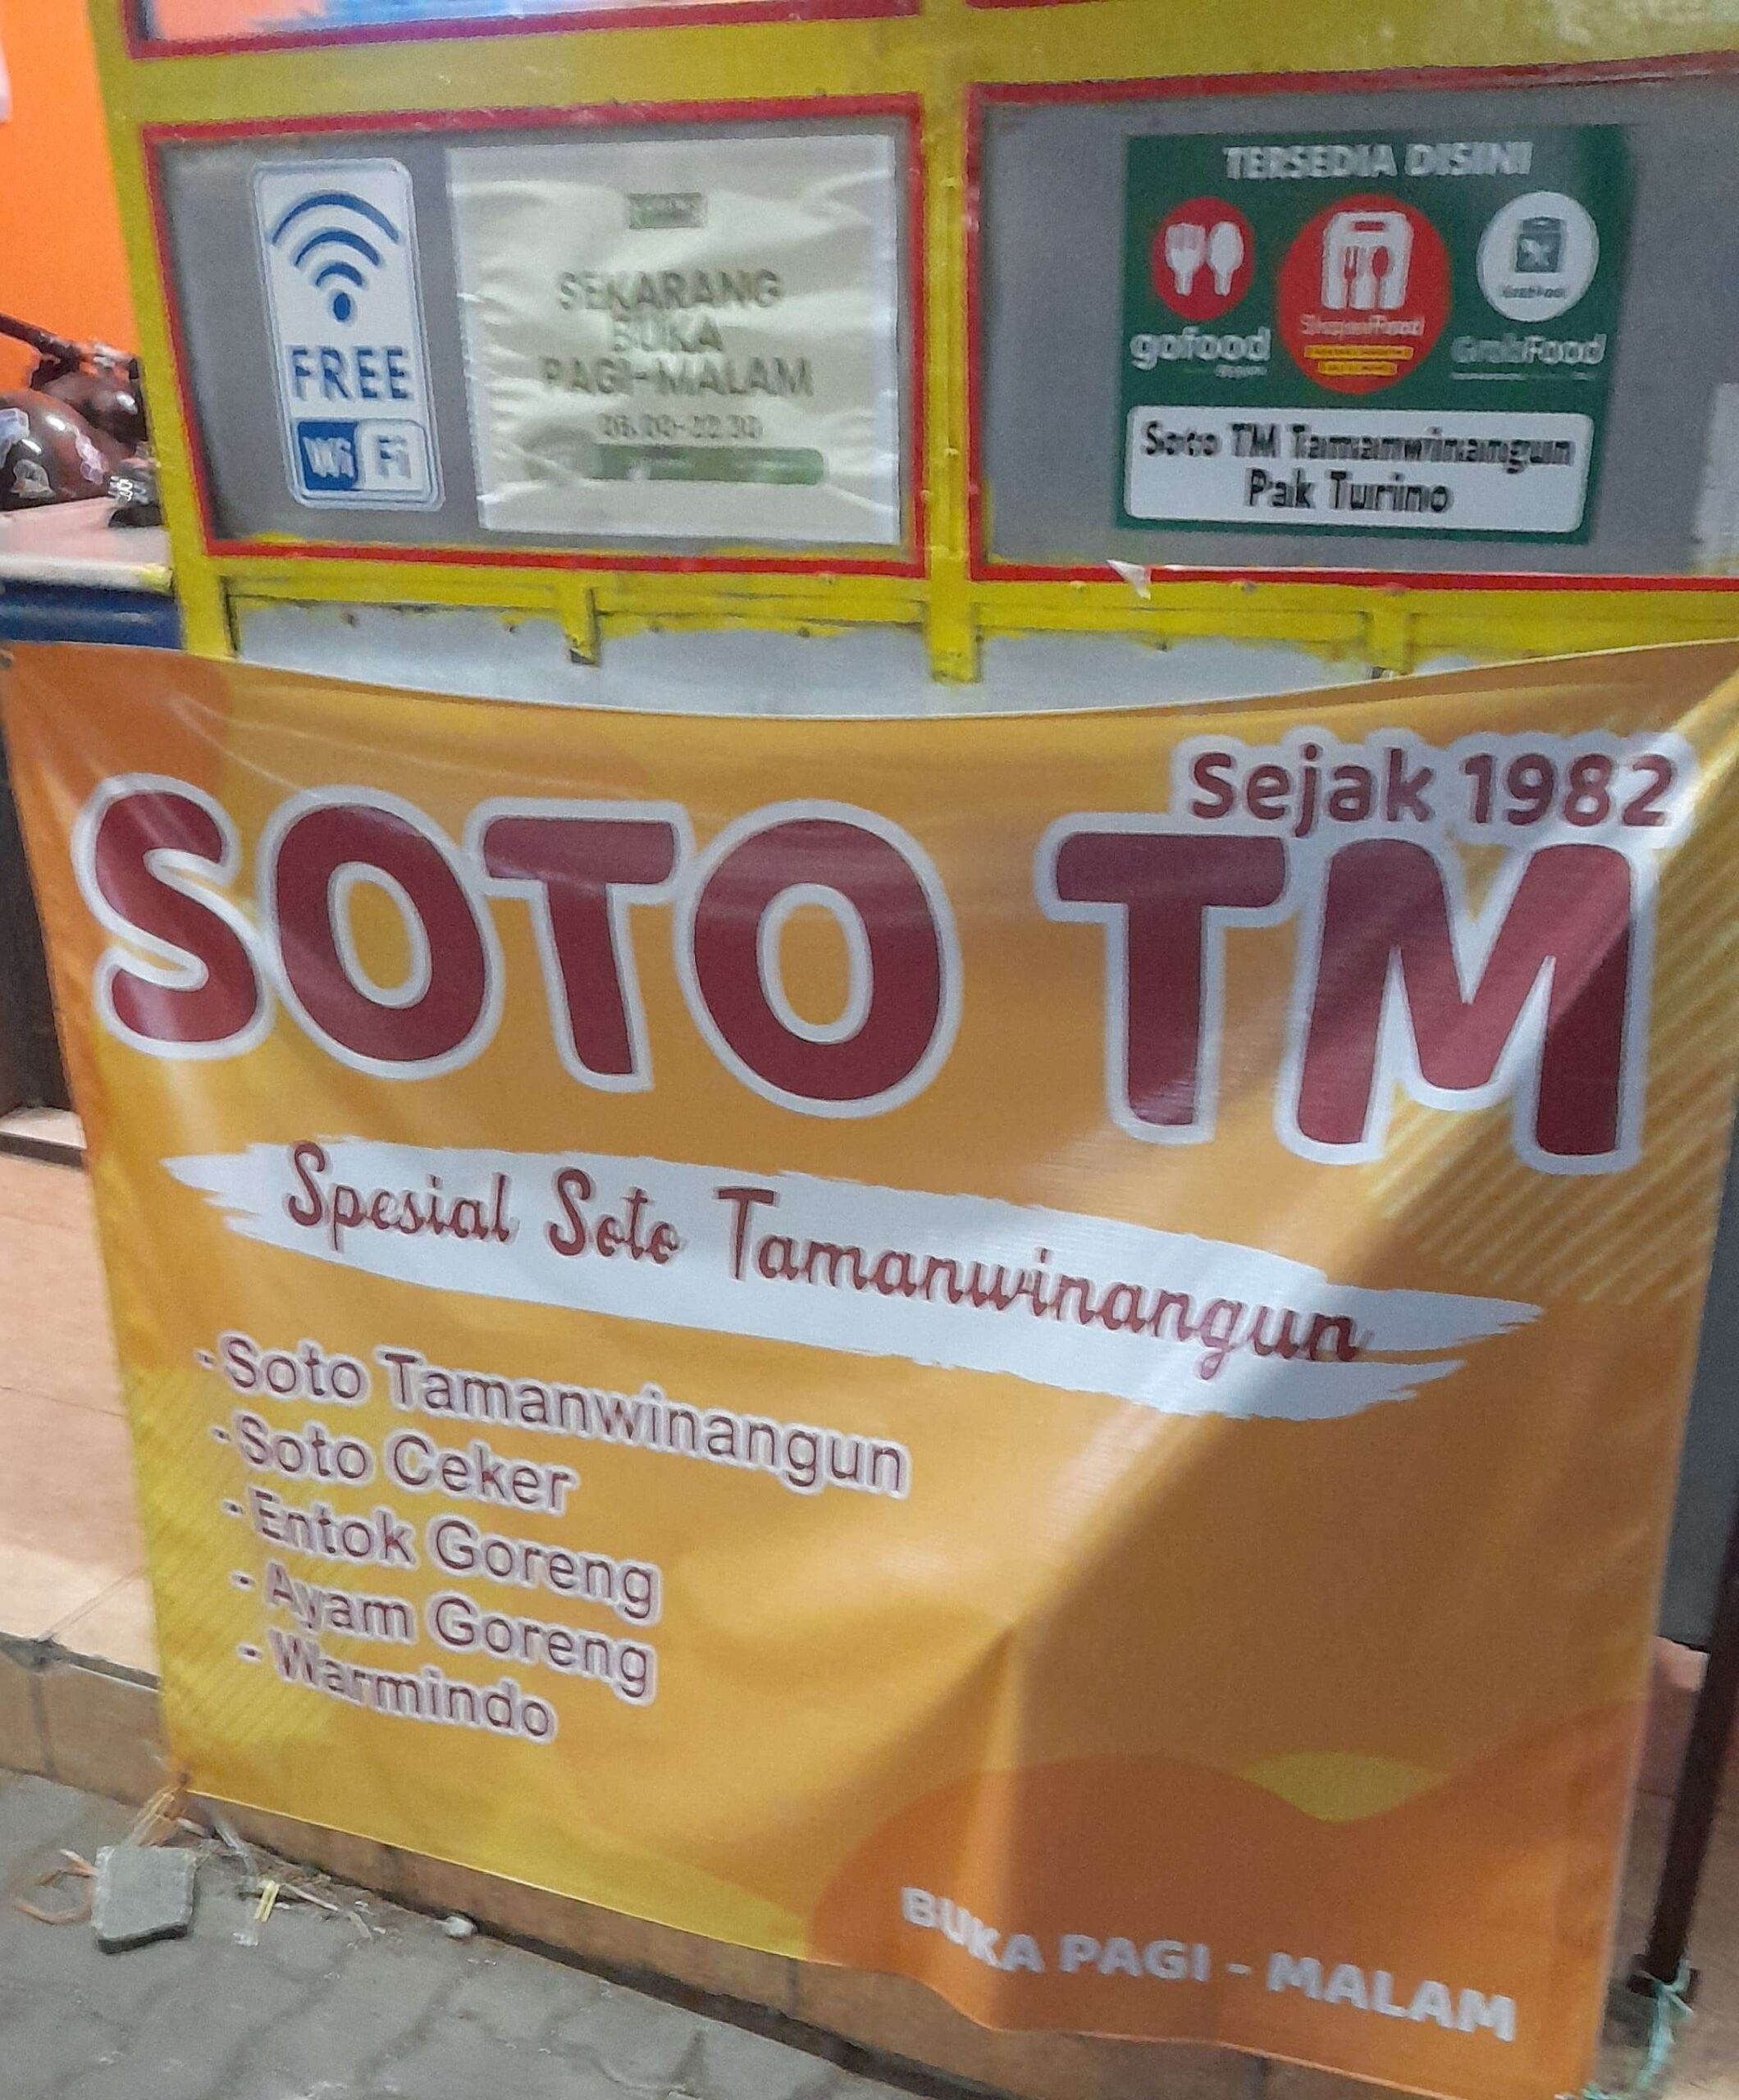 FREE
Wi Fi
SEKARANG
BUKA
PAGI-MALAM
TERSEDIA DISINI
gofood
ShopeeFood
GrabFood
Soto TM Tamanwinangun
Pak Turino
Sejak 1982
SOTO TM
Spesial Soto Tamanwinangun
- Soto Tamanwinangun
- Soto Ceker
- Entok Goreng
- Ayam Goreng
- Warmindo
BUKA PAGI - MALAM